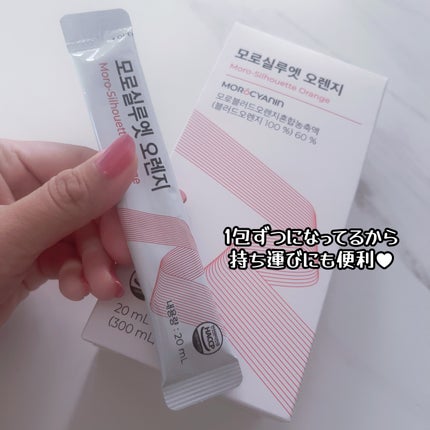 모로실루엣 오렌지
Moro-Silhouette Orange
MOROCYANIN
모로블러드오렌지혼합농축액
(블러드오렌지 100 %) 60 %
모로실루엣 오렌지
Moro-Silhouette Orange
내용량 : 20 mL
HACCP
20 mL
(300 mL
1包ずつになってるから
持ち運びにも便利♥